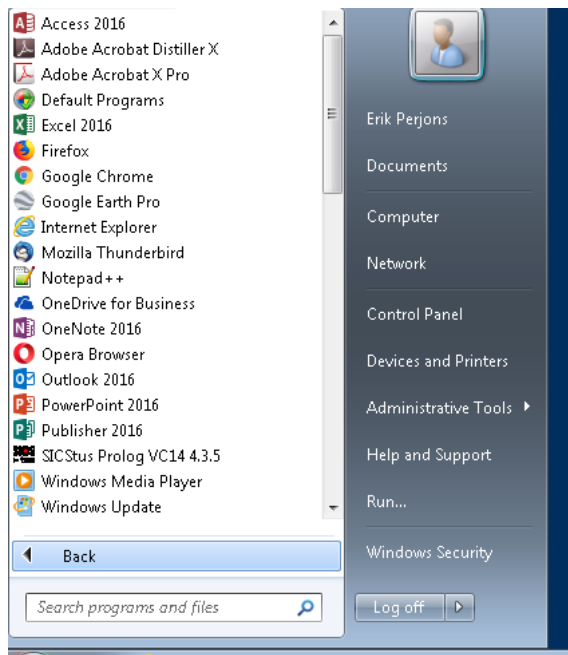 Access 2016
Adobe Acrobat Distiller X
Adobe Acrobat X Pro
Default Programs
Excel 2016
Firefox
Google Chrome
Google Earth Pro
Internet Explorer
Mozilla Thunderbird
Notepad++
OneDrive for Business
OneNote 2016
Opera Browser
Outlook 2016
PowerPoint 2016
Publisher 2016
SICStus Prolog VC14 4.3.5
Windows Media Player
Windows Update
Back
Search programs and files
Erik Perjons
Documents
Computer
Network
Control Panel
Devices and Printers
Administrative Tools
Help and Support
Run...
Windows Security
Log off